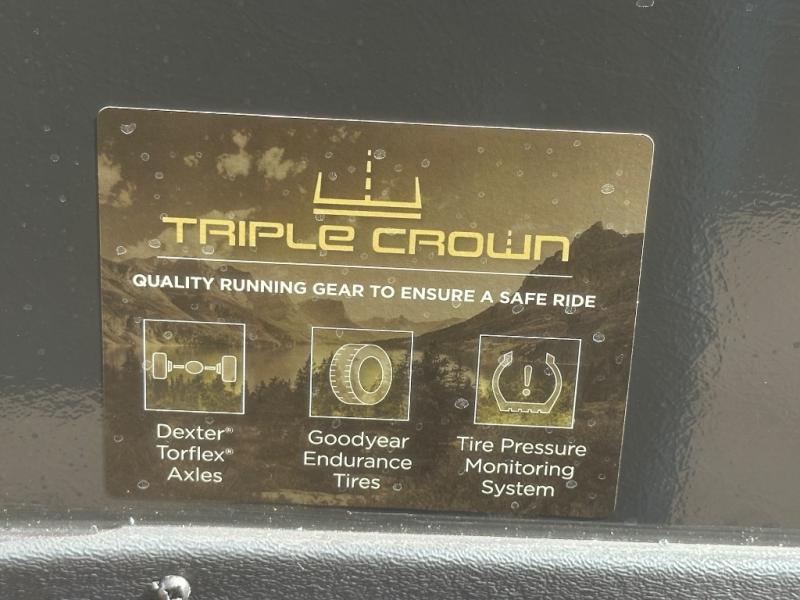 TRIPLE CROWN
QUALITY RUNNING GEAR TO ENSURE A SAFE RIDE
Dexter®
Torflex®
Axles
Goodyear
Endurance
Tires
Tire Pressure
Monitoring
System